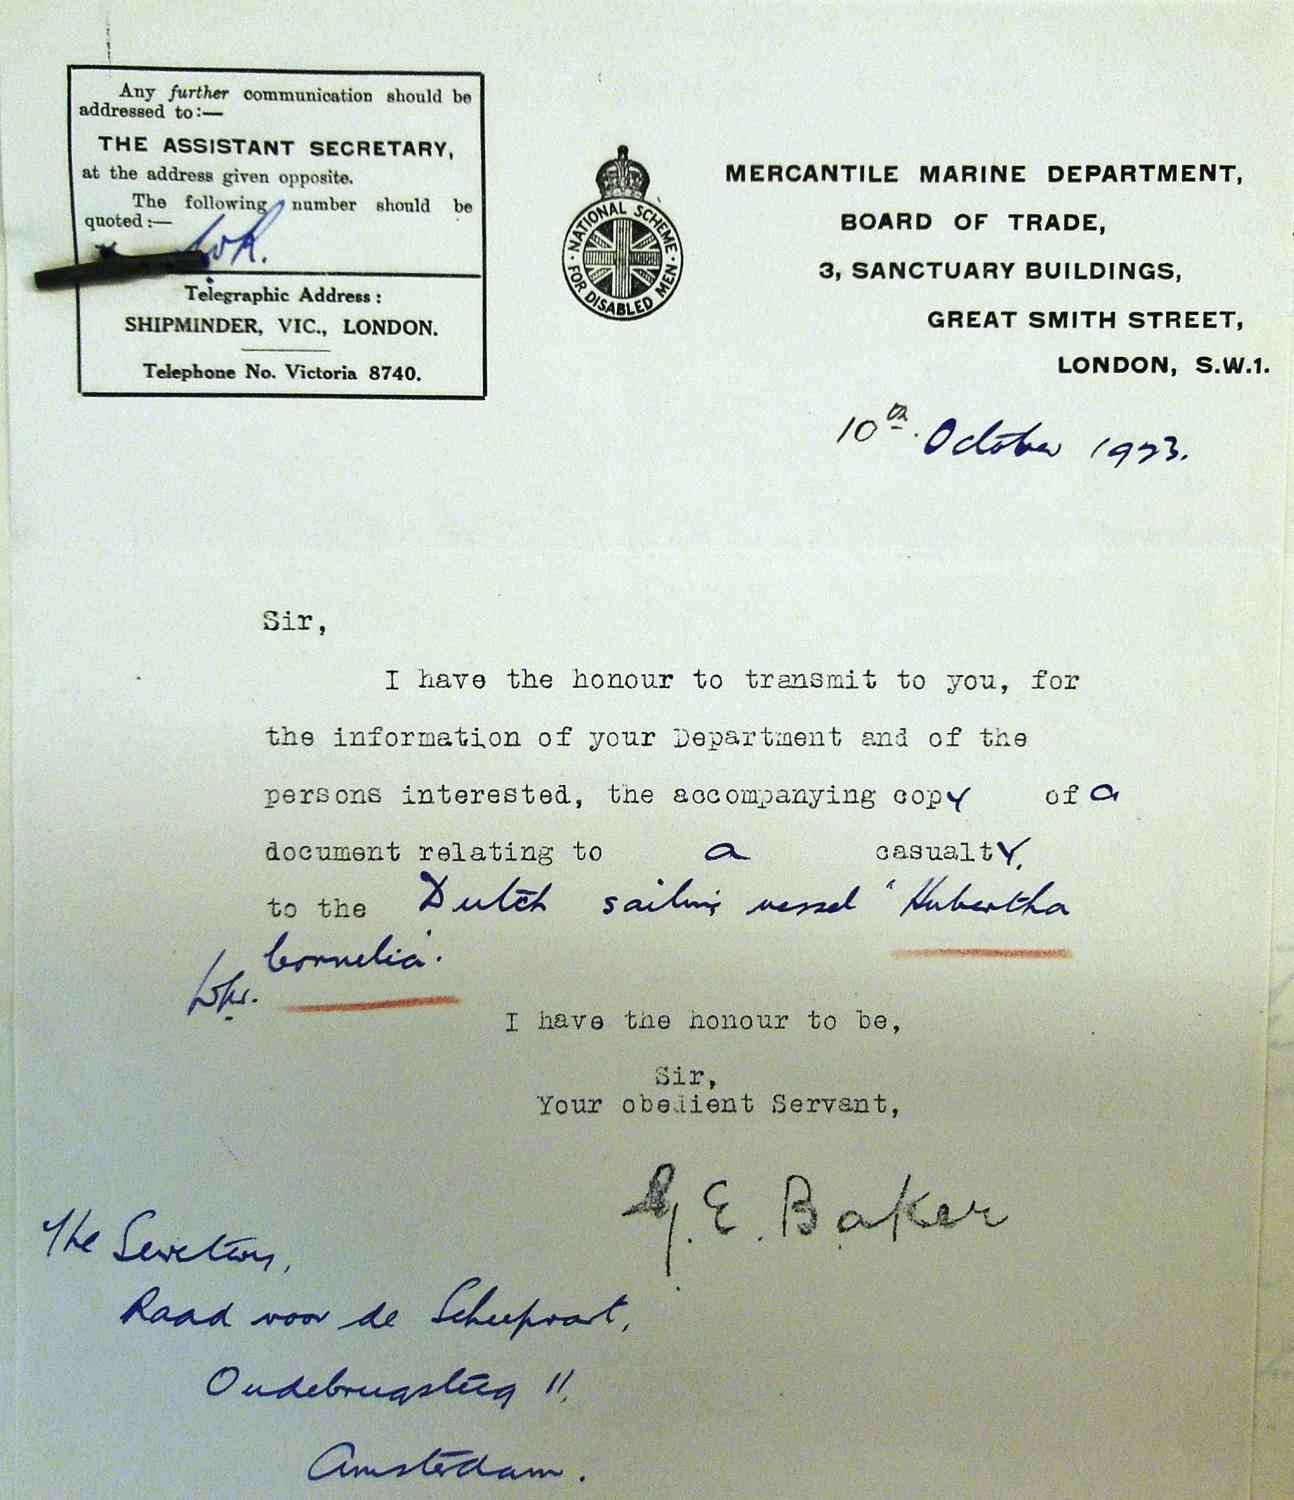 Any further communication should be
addressed to:—
THE ASSISTANT SECRETARY,
at the address given opposite.
The following number should be
quoted:—
Telegraphic Address:
SHIPMINDER, VIC., LONDON.
Telephone No. Victoria 8740.
NATIONAL SCHEME
FOR DISABLED MEN
MERCANTILE MARINE DEPARTMENT,
BOARD OF TRADE,
3, SANCTUARY BUILDINGS,
GREAT SMITH STREET,
LONDON, S.W.1.
10th. October 1923.
Sir,
I have the honour to transmit to you, for
the information of your Department and of the
persons interested, the accompanying copy of a
document relating to a casualty,
to the Dutch sailing vessel "Hubertha
Cornelia".
I have the honour to be,
Sir,
Your obedient Servant,
G. E. Baker
The Secretary,
Raad voor de Scheepvaart,
Oudebrugsteeg 11,
Amsterdam.